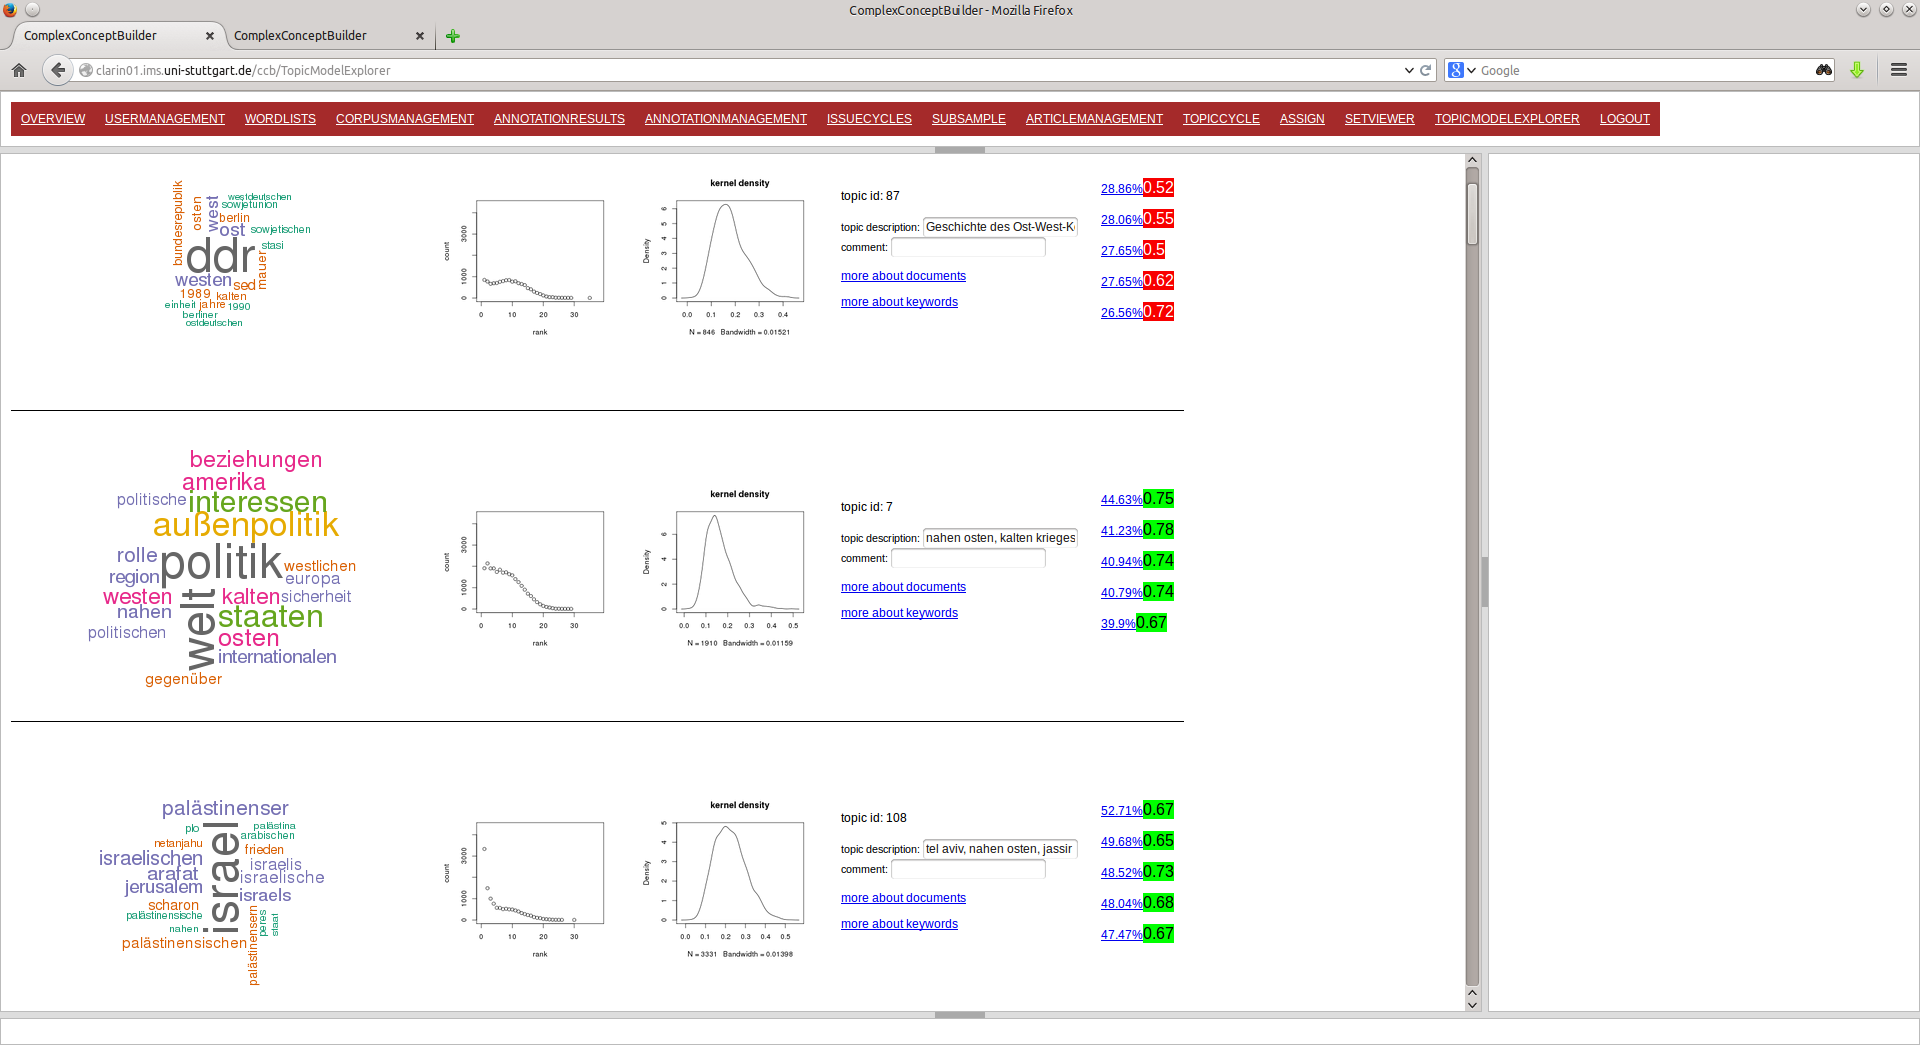 ComplexConceptBuilder - Mozilla Firefox
ComplexConceptBuilder
ComplexConceptBuilder
clarin01.ims.uni-stuttgart.de/ccb/TopicModelExplorer
Google
OVERVIEW USERMANAGEMENT WORDLISTS CORPUSMANAGEMENT ANNOTATIONRESULTS ANNOTATIONMANAGEMENT ISSUECYCLES SUBSAMPLE ARTICLEMANAGEMENT TOPICCYCLE ASSIGN SETVIEWER TOPICMODELEXPLORER LOGOUT
bundesrepublik
osten
west
westdeutschen
sowjetunion
berlin
ost
sowjetischen
ddr
stasi
mauer
westen
sed
1989
kalten
einheit
jahre
1990
berliner
ostdeutschen
count
0 1000 3000
0 10 20 30
rank
kernel density
Density
0 1 2 3 4 5 6
0.0 0.1 0.2 0.3 0.4
N = 846 Bandwidth = 0.01521
topic id: 87
topic description: Geschichte des Ost-West-K
comment:
more about documents
more about keywords
28.86% 0.52
28.06% 0.55
27.65% 0.5
27.65% 0.62
26.56% 0.72
beziehungen
amerika
politische
interessen
außenpolitik
rolle
politik
westlichen
region
europa
westen
kalten
sicherheit
nahen
welt
staaten
politischen
osten
internationalen
gegenüber
count
0 1000 3000
0 10 20 30
rank
kernel density
Density
0 2 4 6
0.0 0.1 0.2 0.3 0.4 0.5
N = 1910 Bandwidth = 0.01159
topic id: 7
topic description: nahen osten, kalten krieges
comment:
more about documents
more about keywords
44.63% 0.75
41.23% 0.78
40.94% 0.74
40.79% 0.74
39.9% 0.67
palästinenser
plo
israel
palästina
arabischen
netanjahu
frieden
israelischen
israelis
arafat
israelische
jerusalem
israels
scharon
palästinensische
nahen
palästinensern
peres
staat
palästinensischen
count
0 1000 3000
0 10 20 30
rank
kernel density
Density
0 1 2 3 4 5
0.0 0.1 0.2 0.3 0.4 0.5
N = 3331 Bandwidth = 0.01398
topic id: 108
topic description: tel aviv, nahen osten, jassir
comment:
more about documents
more about keywords
52.71% 0.67
49.68% 0.65
48.52% 0.73
48.04% 0.68
47.47% 0.67